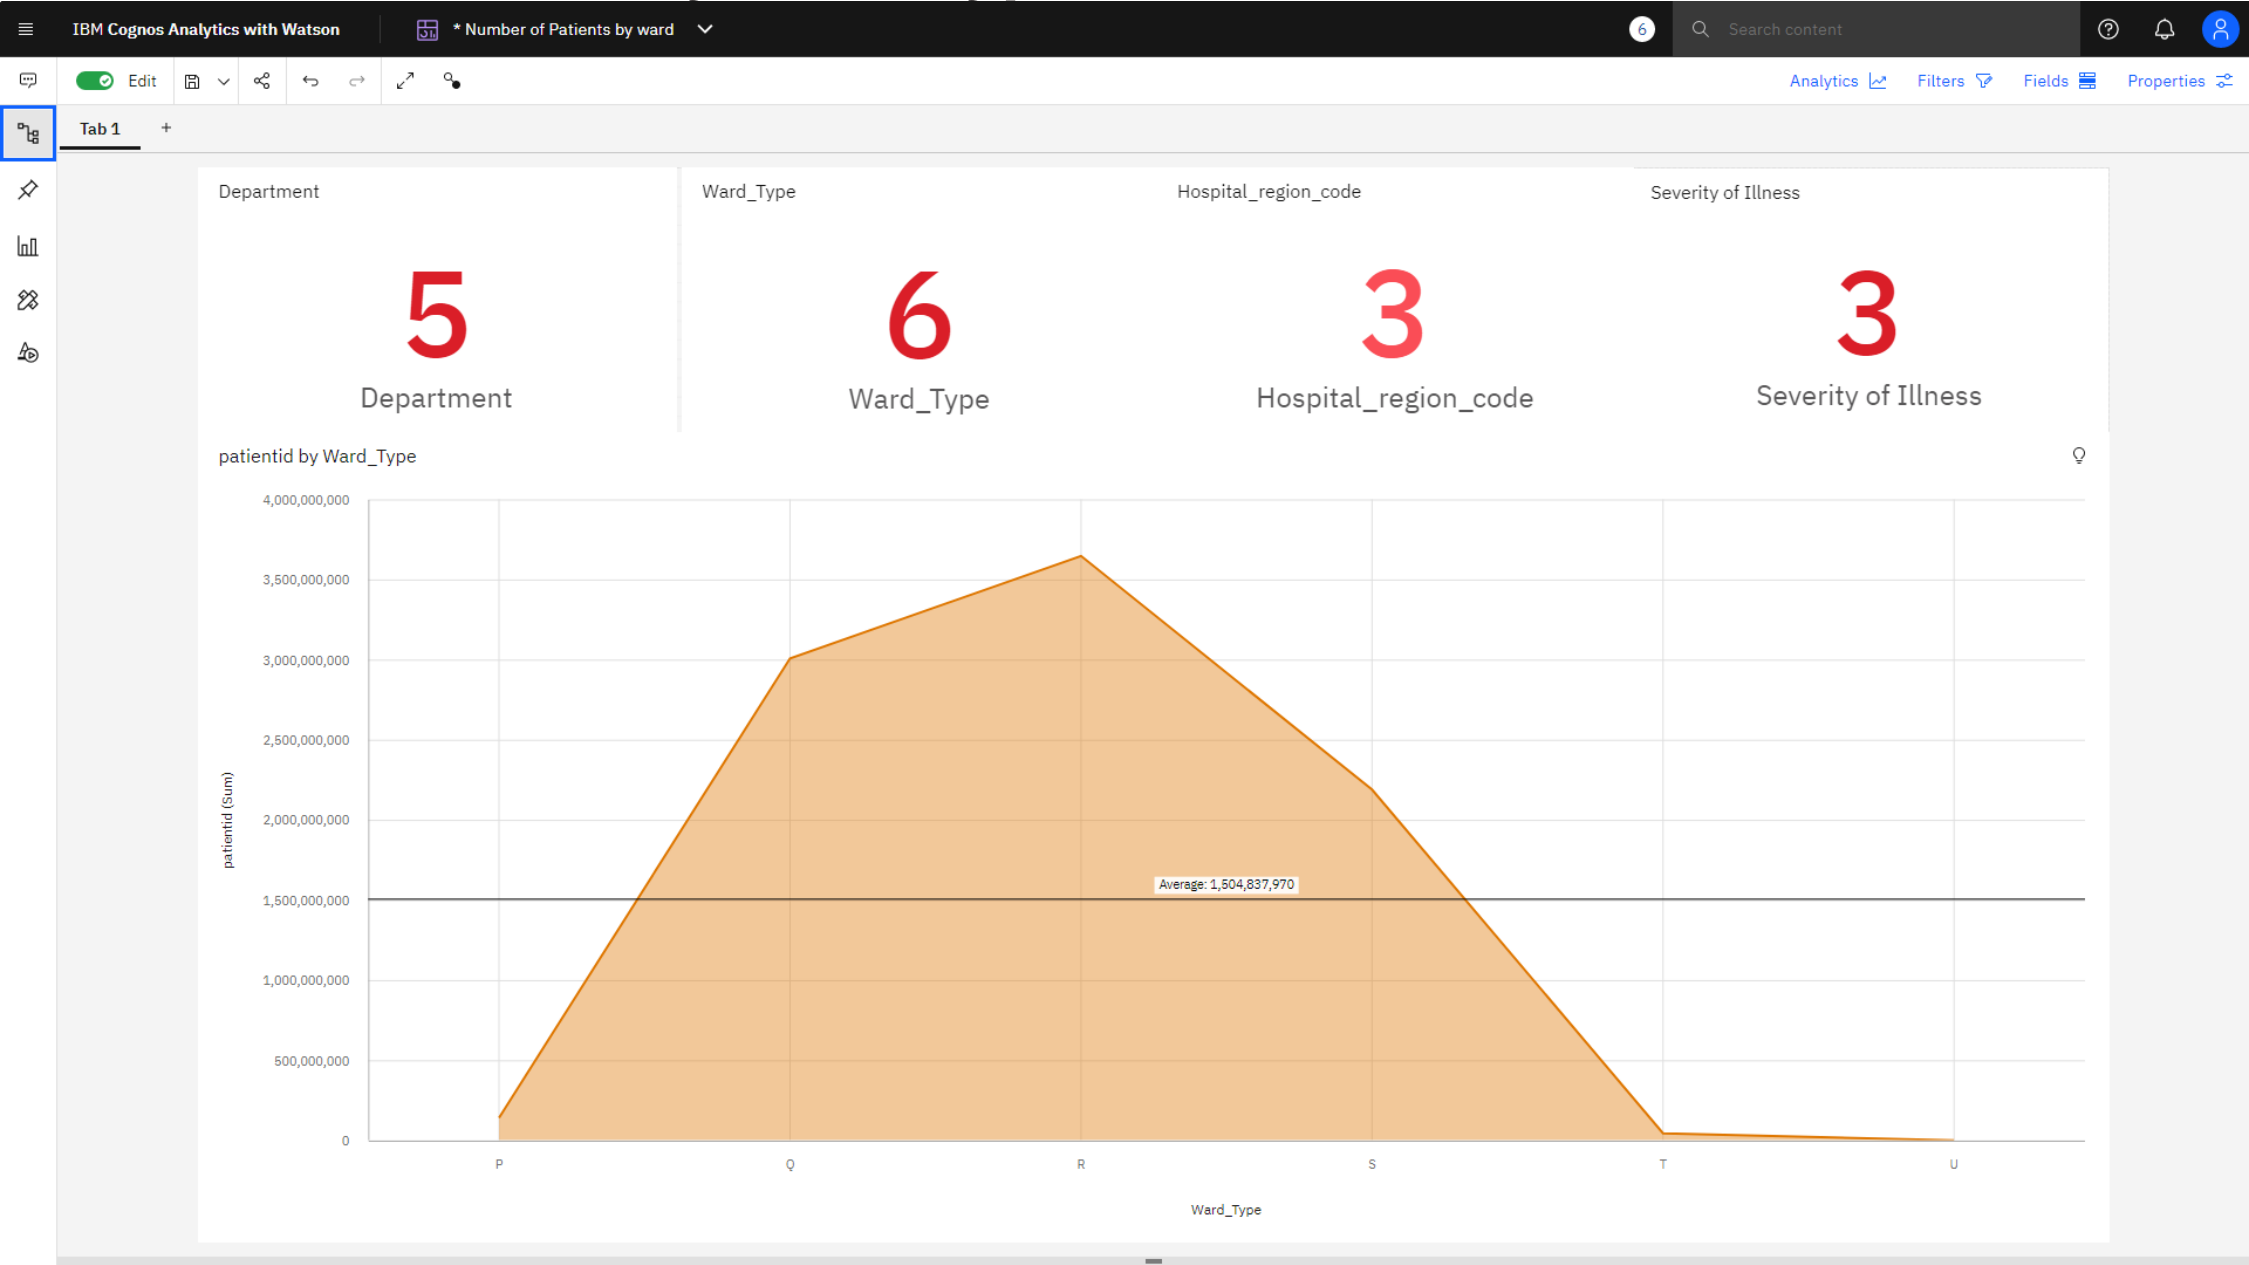 IBM Cognos Analytics with Watson
* Number of Patients by ward
6
Search content
Edit
Analytics
Filters
Fields
Properties
Tab 1
Department
Ward_Type
Hospital_region_code
Severity of Illness
5
6
3
3
Department
Ward_Type
Hospital_region_code
Severity of Illness
patientid by Ward_Type
4,000,000,000
3,500,000,000
3,000,000,000
2,500,000,000
2,000,000,000
1,500,000,000
1,000,000,000
500,000,000
0
patientid (Sum)
Average: 1,504,837,970
P
Q
R
S
T
U
Ward_Type